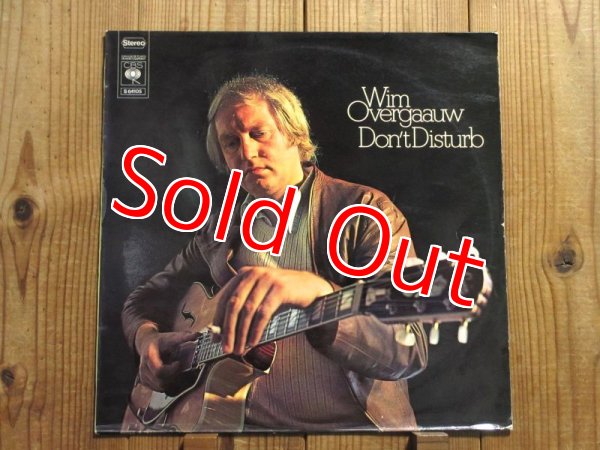 Stereo
CBS
S 64105
Wim
Overgaauw
Don't Disturb
Sold Out